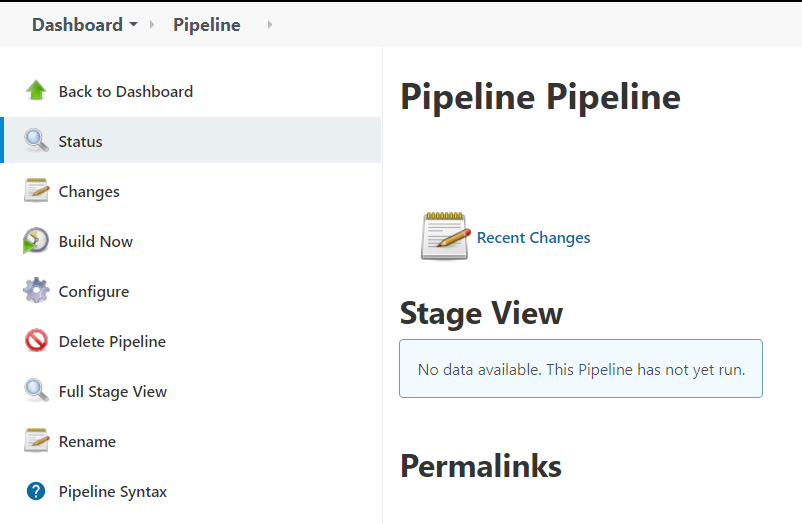 Dashboard Pipeline
Back to Dashboard
Status
Changes
Build Now
Configure
Delete Pipeline
Full Stage View
Rename
Pipeline Syntax
Pipeline Pipeline
Recent Changes
Stage View
No data available. This Pipeline has not yet run.
Permalinks